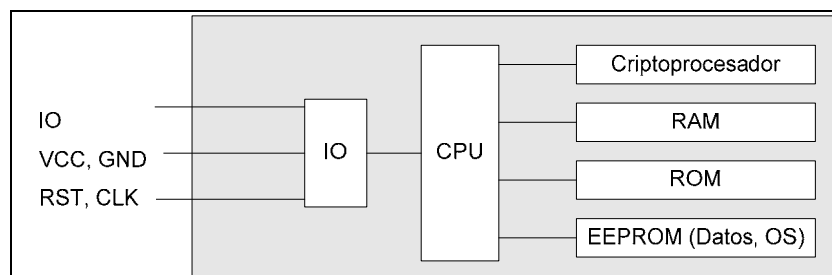 IO
VCC, GND
RST, CLK
IO
CPU
Criptoprocesador
RAM
ROM
EEPROM (Datos, OS)